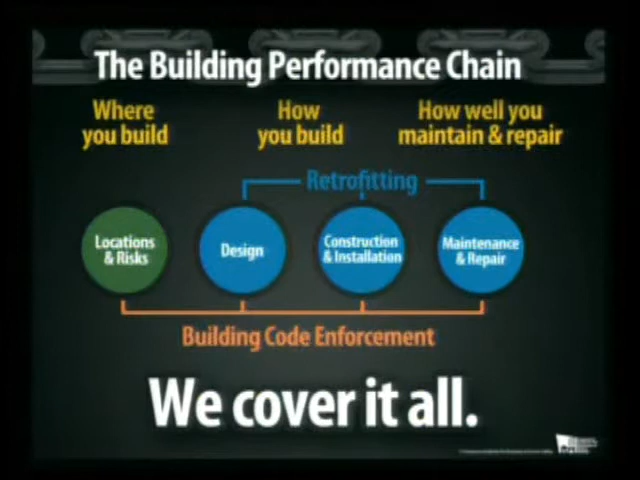 The Building Performance Chain
Where
you build
How
you build
How well you
maintain & repair
Retrofitting
Locations
& Risks
Design
Construction
& Installation
Maintenance
& Repair
Building Code Enforcement
We cover it all.